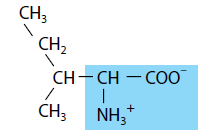 CH₃
CH₂
CH — CH — COO⁻
CH₃ NH₃⁺